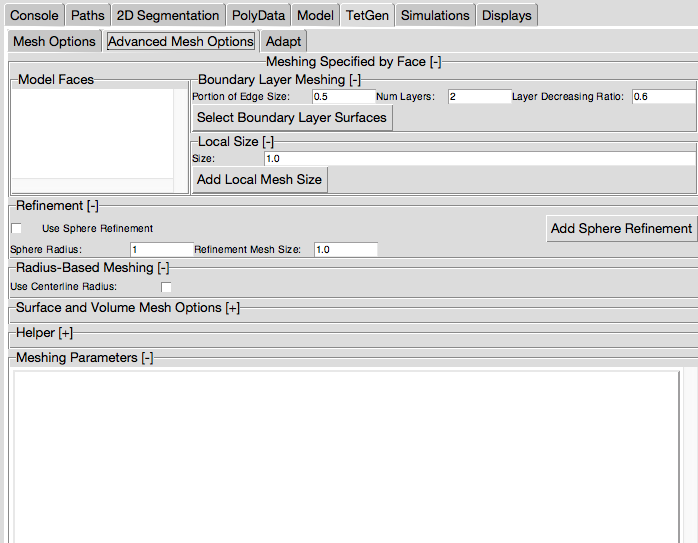 Console Paths 2D Segmentation PolyData Model TetGen Simulations Displays
Mesh Options Advanced Mesh Options Adapt
Meshing Specified by Face [-]
Model Faces
Boundary Layer Meshing [-]
Portion of Edge Size: 0.5 Num Layers: 2 Layer Decreasing Ratio: 0.6
Select Boundary Layer Surfaces
Local Size [-]
Size: 1.0
Add Local Mesh Size
Refinement [-]
Use Sphere Refinement Add Sphere Refinement
Sphere Radius: 1 Refinement Mesh Size: 1.0
Radius-Based Meshing [-]
Use Centerline Radius:
Surface and Volume Mesh Options [+]
Helper [+]
Meshing Parameters [-]